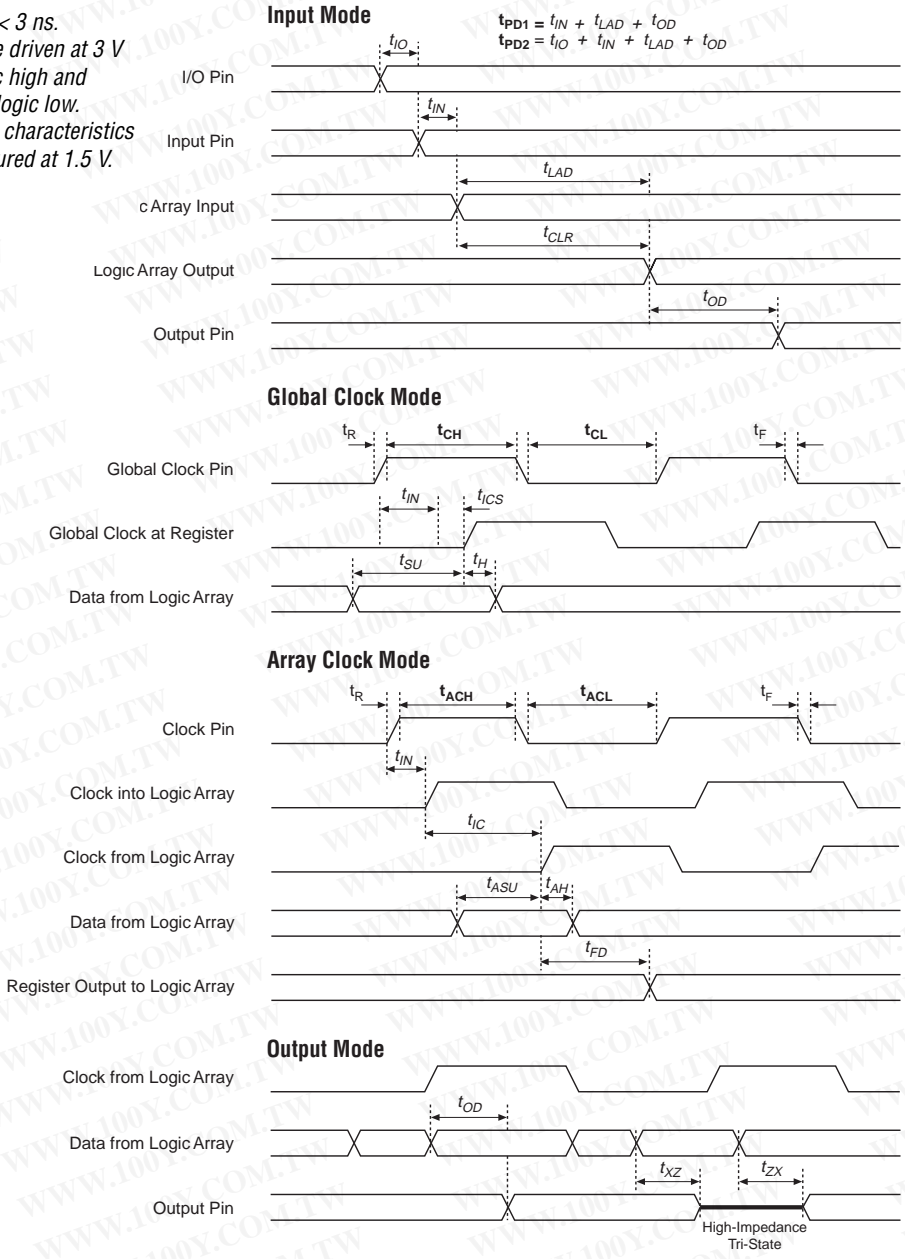 < 3 ns.
e driven at 3 V
c high and
logic low.
characteristics
ured at 1.5 V.
Input Mode
tPD1 = tIN + tLAD + tOD
tPD2 = tIO + tIN + tLAD + tOD
tIO
I/O Pin
tIN
Input Pin
tLAD
c Array Input
tCLR
Logic Array Output
tOD
Output Pin
Global Clock Mode
tR tCH tCL tF
Global Clock Pin
tIN tICS
Global Clock at Register
tSU tH
Data from Logic Array
Array Clock Mode
tR tACH tACL tF
Clock Pin
tIN
Clock into Logic Array
tIC
Clock from Logic Array
tASU tAH
Data from Logic Array
tFD
Register Output to Logic Array
Output Mode
Clock from Logic Array
tOD
Data from Logic Array
tXZ tZX
Output Pin
High-Impedance
Tri-State
WWW.100Y.COM.TW